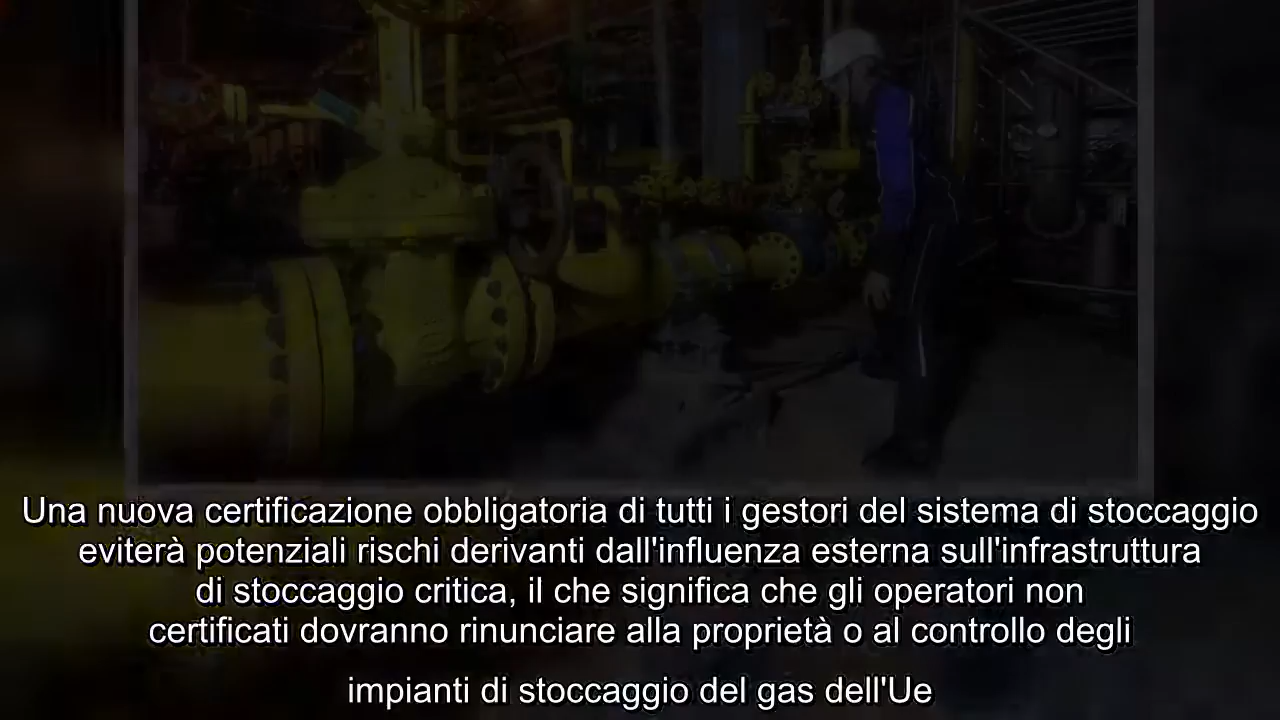 Una nuova certificazione obbligatoria di tutti i gestori del sistema di stoccaggio
eviterà potenziali rischi derivanti dall'influenza esterna sull'infrastruttura
di stoccaggio critica, il che significa che gli operatori non
certificati dovranno rinunciare alla proprietà o al controllo degli
impianti di stoccaggio del gas dell'Ue